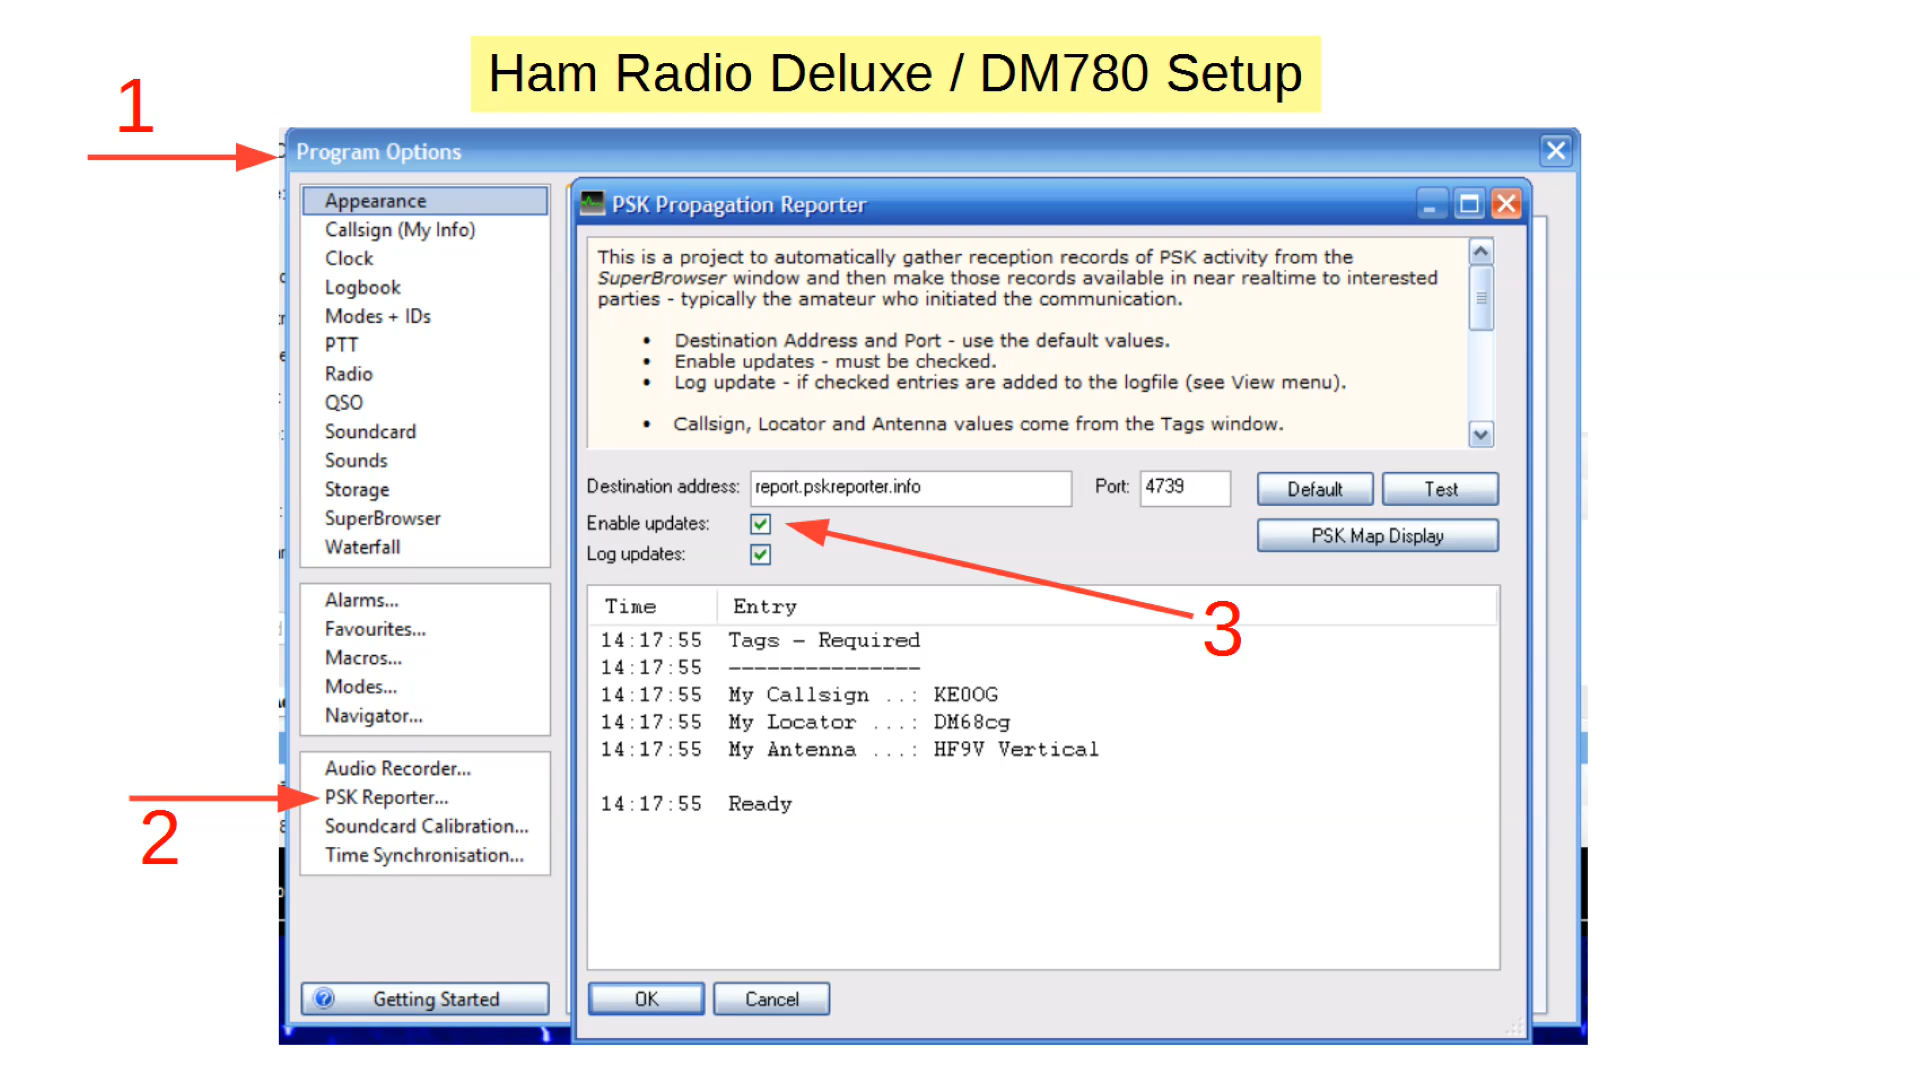 Ham Radio Deluxe / DM780 Setup
1
Program Options
Appearance
Callsign (My Info)
Clock
Logbook
Modes + IDs
PTT
Radio
QSO
Soundcard
Sounds
Storage
SuperBrowser
Waterfall
Alarms...
Favourites...
Macros...
Modes...
Navigator...
Audio Recorder...
2
PSK Reporter...
Soundcard Calibration...
Time Synchronisation...
Getting Started
PSK Propagation Reporter
This is a project to automatically gather reception records of PSK activity from the
SuperBrowser window and then make those records available in near realtime to interested
parties - typically the amateur who initiated the communication.
• Destination Address and Port - use the default values.
• Enable updates - must be checked.
• Log update - if checked entries are added to the logfile (see View menu).
• Callsign, Locator and Antenna values come from the Tags window.
Destination address: report.pskreporter.info Port: 4739 Default Test
Enable updates:
PSK Map Display
Log updates:
3
Time Entry
14:17:55 Tags - Required
14:17:55 ---------------
14:17:55 My Callsign ..: KE0OG
14:17:55 My Locator ...: DM68cg
14:17:55 My Antenna ...: HF9V Vertical
14:17:55 Ready
OK Cancel